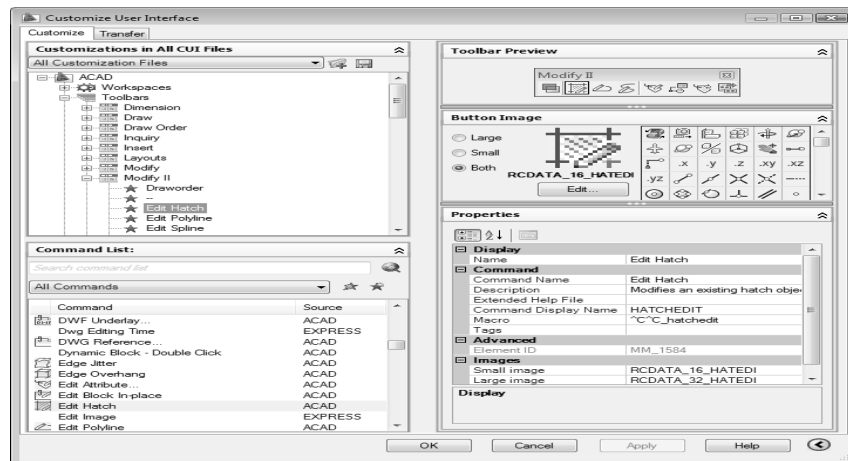 Customize User Interface
Customize Transfer
Customizations in All CUI Files
All Customization Files
ACAD
Workspaces
Toolbars
Dimension
Draw
Draw Order
Inquiry
Insert
Layouts
Modify
Modify II
Draworder
--
Edit Hatch
Edit Polyline
Edit Spline
Command List:
Search command list
All Commands
Command Source
DWF Underlay... ACAD
Dwg Editing Time EXPRESS
DWG Reference... ACAD
Dynamic Block - Double Click ACAD
Edge Jitter ACAD
Edge Overhang ACAD
Edit Attribute... ACAD
Edit Block In-place ACAD
Edit Hatch ACAD
Edit Image EXPRESS
Edit Polyline ACAD
Toolbar Preview
Modify II
Button Image
Large
Small
Both
RCDATA_16_HATEDI
Edit...
.x .y .z .xy .xz
.yz
Properties
Display
Name Edit Hatch
Command
Command Name Edit Hatch
Description Modifies an existing hatch obje
Extended Help File
Command Display Name HATCHEDIT
Macro ^C^C_hatchedit
Tags
Advanced
Element ID MM_1584
Images
Small image RCDATA_16_HATEDI
Large image RCDATA_32_HATEDI
Display
OK Cancel Apply Help